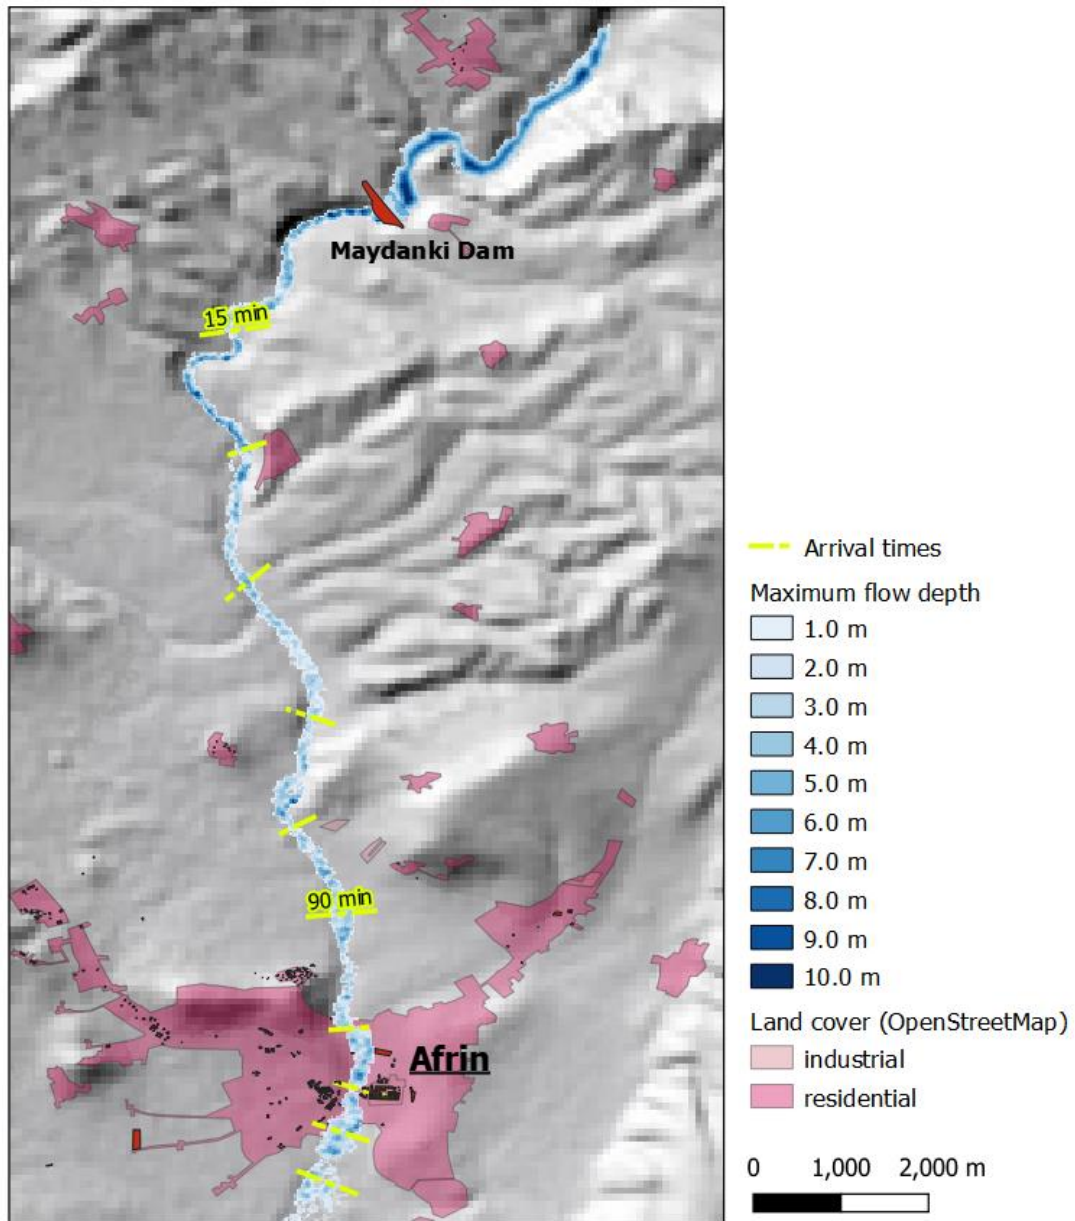 Maydanki Dam
15 min
90 min
Afrin
Arrival times
Maximum flow depth
1.0 m
2.0 m
3.0 m
4.0 m
5.0 m
6.0 m
7.0 m
8.0 m
9.0 m
10.0 m
Land cover (OpenStreetMap)
industrial
residential
0 1,000 2,000 m